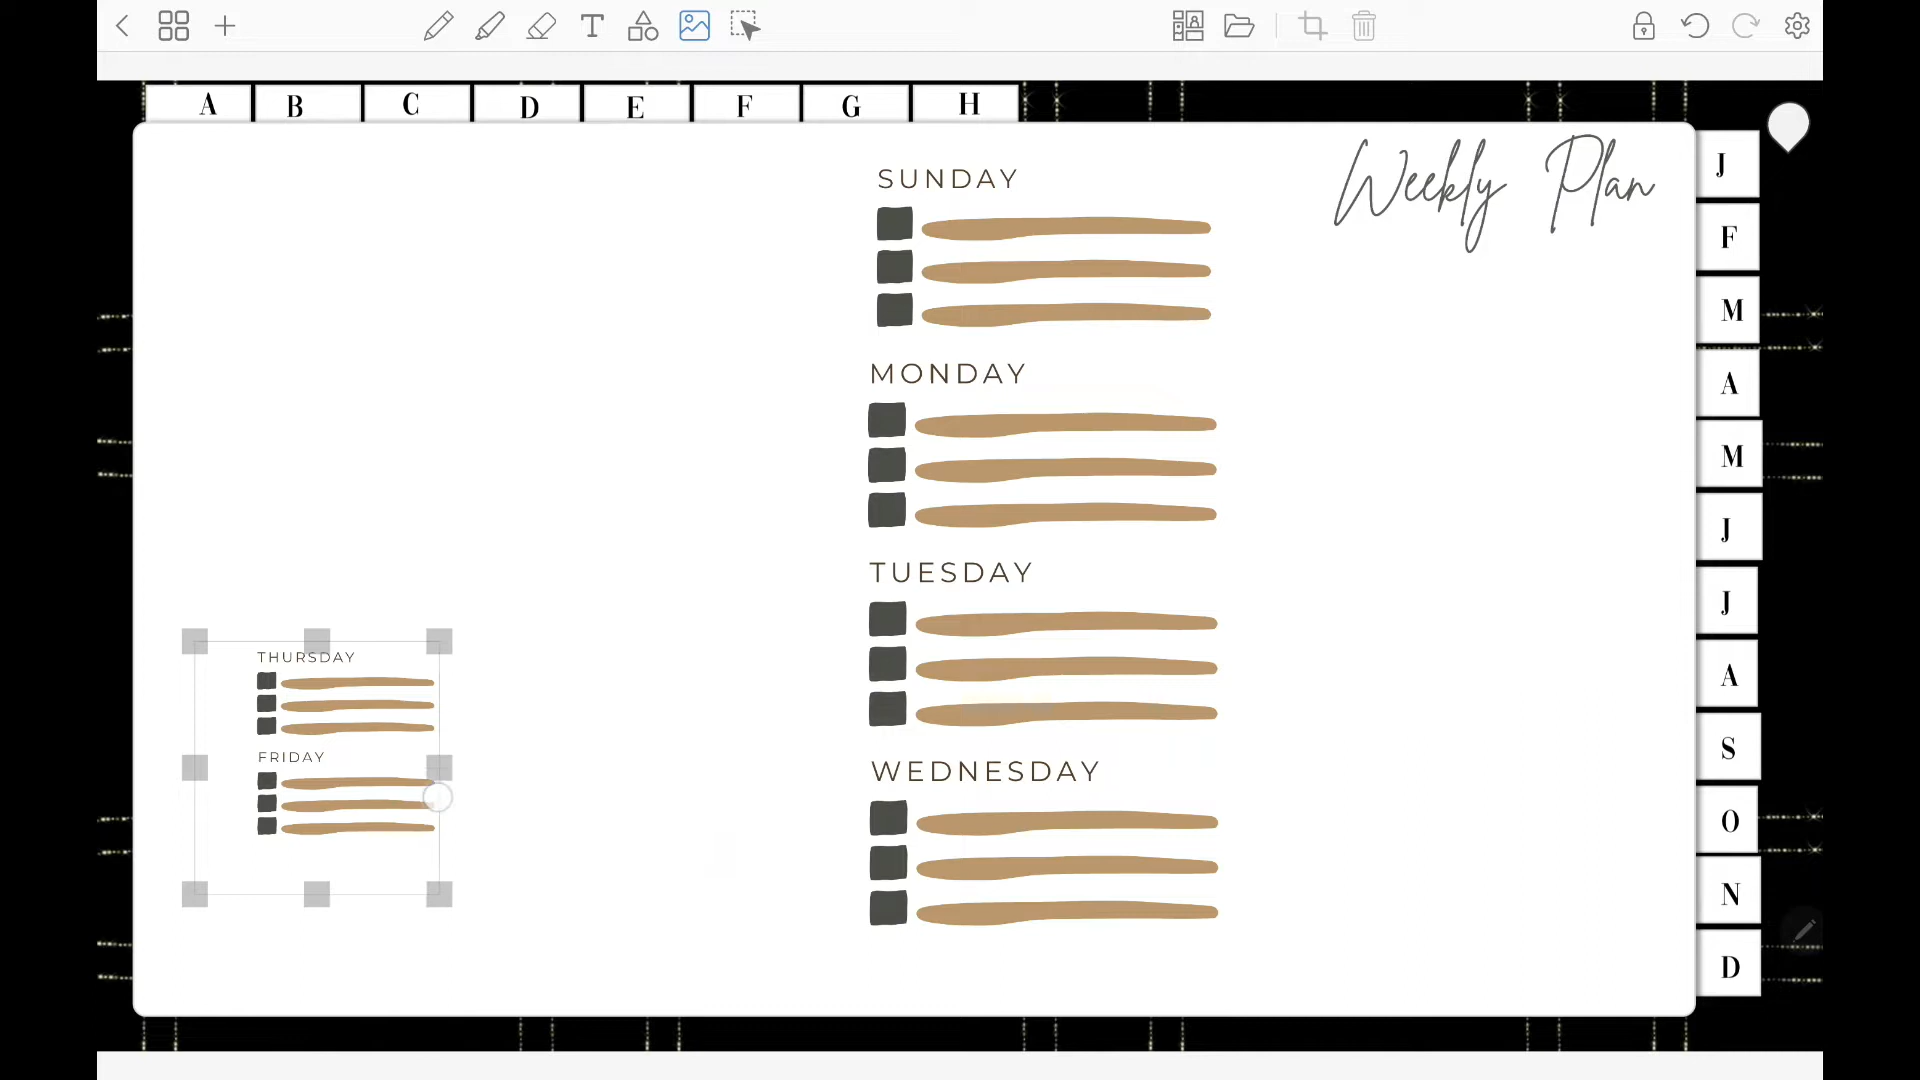 A B C D E F G H
Weekly Plan
SUNDAY
MONDAY
TUESDAY
WEDNESDAY
THURSDAY
FRIDAY
J
F
M
A
M
J
J
A
S
O
N
D